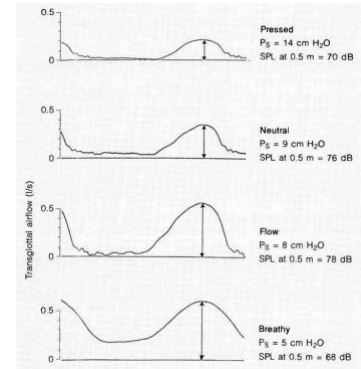 0.5
0
Pressed
PS = 14 cm H2O
SPL at 0.5 m = 70 dB
0.5
0
Neutral
PS = 9 cm H2O
SPL at 0.5 m = 76 dB
Transglottal airflow (l/s)
0.5
0
Flow
PS = 8 cm H2O
SPL at 0.5 m = 78 dB
0.5
0
Breathy
PS = 5 cm H2O
SPL at 0.5 m = 68 dB